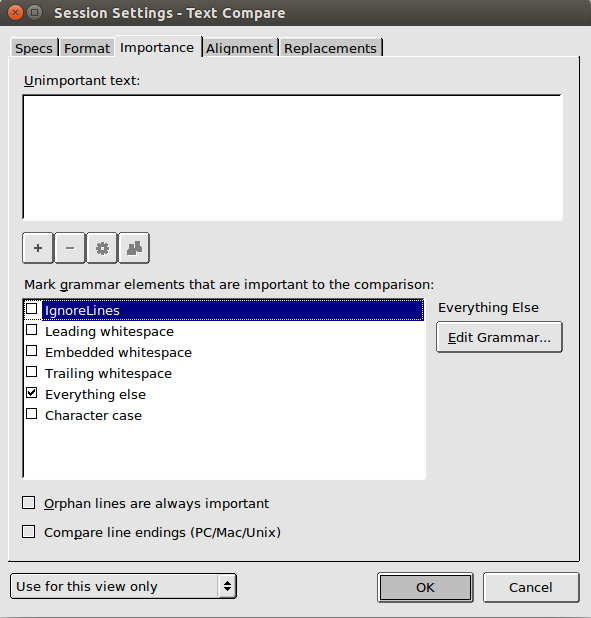 Session Settings - Text Compare
Specs Format Importance Alignment Replacements
Unimportant text:
+ −
Mark grammar elements that are important to the comparison:
IgnoreLines
Leading whitespace
Embedded whitespace
Trailing whitespace
Everything else
Character case
Everything Else
Edit Grammar...
Orphan lines are always important
Compare line endings (PC/Mac/Unix)
Use for this view only
OK
Cancel